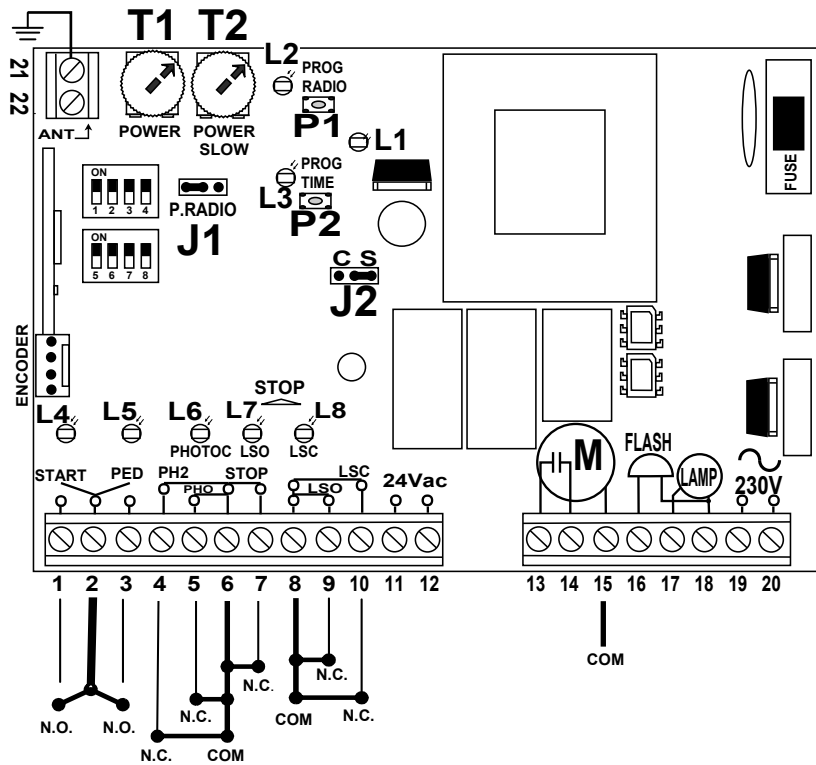 T1 T2
21
22
ANT.
POWER
POWER
SLOW
L2
PROG
RADIO
P1
L1
L3
PROG
TIME
P2
ON
1 2 3 4
ON
5 6 7 8
P.RADIO
J1
C S
J2
FUSE
ENCODER
L4 L5 L6 L7 L8
STOP
PHOTOC LSO LSC
START PED PH2 PHO STOP LSO LSC 24Vac
M
FLASH
LAMP
230V
1 2 3 4 5 6 7 8 9 10 11 12
13 14 15 16 17 18 19 20
N.O. N.O.
N.C. N.C. N.C.
COM
N.C. N.C.
COM
COM